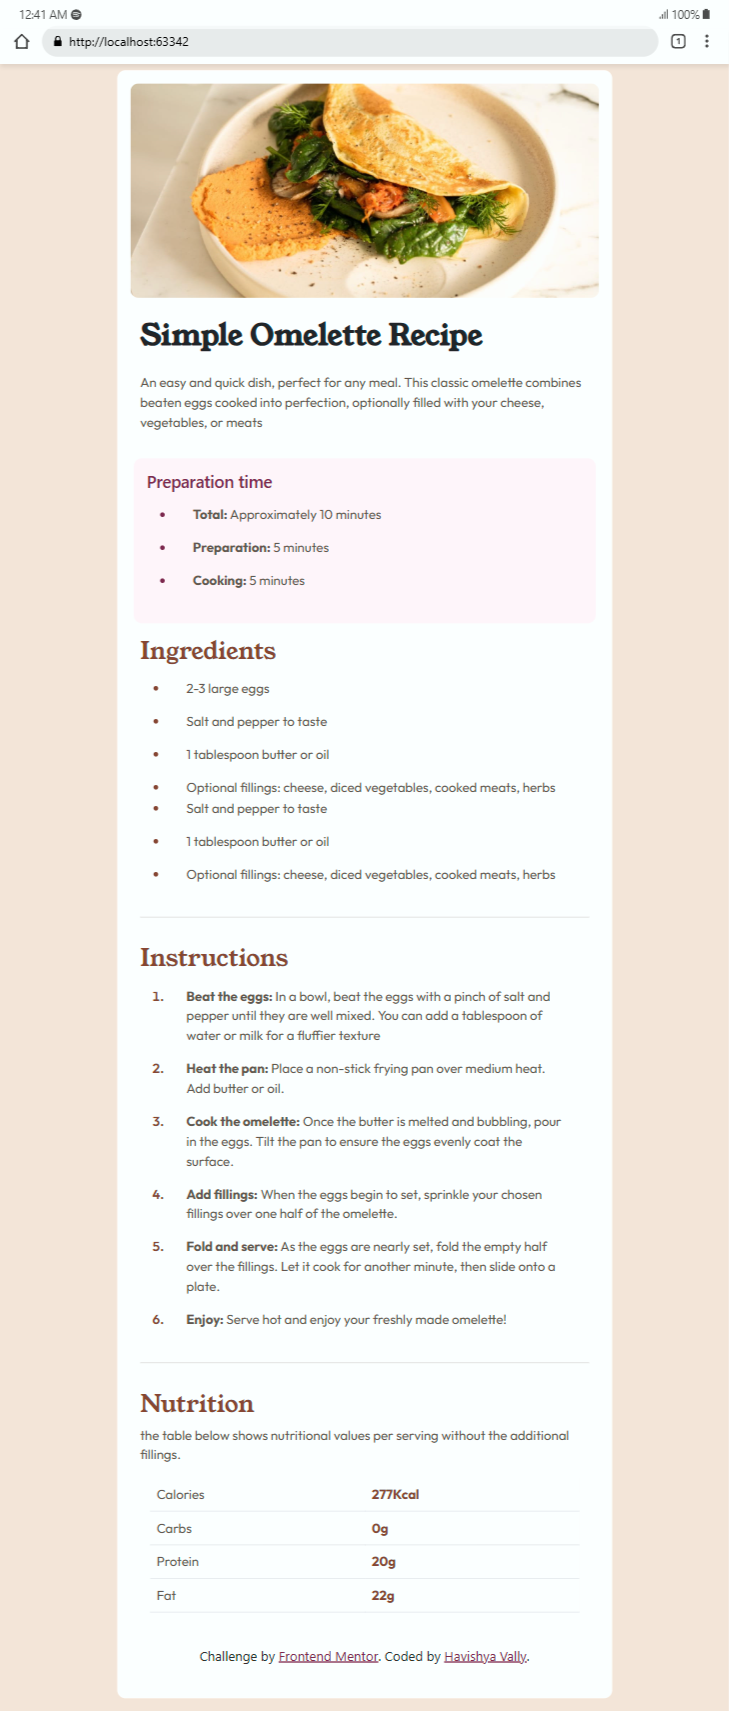 12:41 AM
100%
http://localhost:63342
1
Simple Omelette Recipe
An easy and quick dish, perfect for any meal. This classic omelette combines
beaten eggs cooked into perfection, optionally filled with your cheese,
vegetables, or meats
Preparation time
• Total: Approximately 10 minutes
• Preparation: 5 minutes
• Cooking: 5 minutes
Ingredients
• 2-3 large eggs
• Salt and pepper to taste
• 1 tablespoon butter or oil
• Optional fillings: cheese, diced vegetables, cooked meats, herbs
• Salt and pepper to taste
• 1 tablespoon butter or oil
• Optional fillings: cheese, diced vegetables, cooked meats, herbs
Instructions
1. Beat the eggs: In a bowl, beat the eggs with a pinch of salt and
pepper until they are well mixed. You can add a tablespoon of
water or milk for a fluffier texture
2. Heat the pan: Place a non-stick frying pan over medium heat.
Add butter or oil.
3. Cook the omelette: Once the butter is melted and bubbling, pour
in the eggs. Tilt the pan to ensure the eggs evenly coat the
surface.
4. Add fillings: When the eggs begin to set, sprinkle your chosen
fillings over one half of the omelette.
5. Fold and serve: As the eggs are nearly set, fold the empty half
over the fillings. Let it cook for another minute, then slide onto a
plate.
6. Enjoy: Serve hot and enjoy your freshly made omelette!
Nutrition
the table below shows nutritional values per serving without the additional
fillings.
Calories 277Kcal
Carbs 0g
Protein 20g
Fat 22g
Challenge by Frontend Mentor. Coded by Havishya Vally.